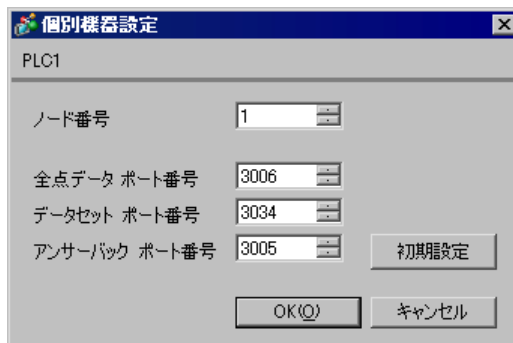 個別機器設定
PLC1
ノード番号 1
全点データ ポート番号 3006
データセット ポート番号 3034
アンサーバック ポート番号 3005 初期設定
OK(O) キャンセル